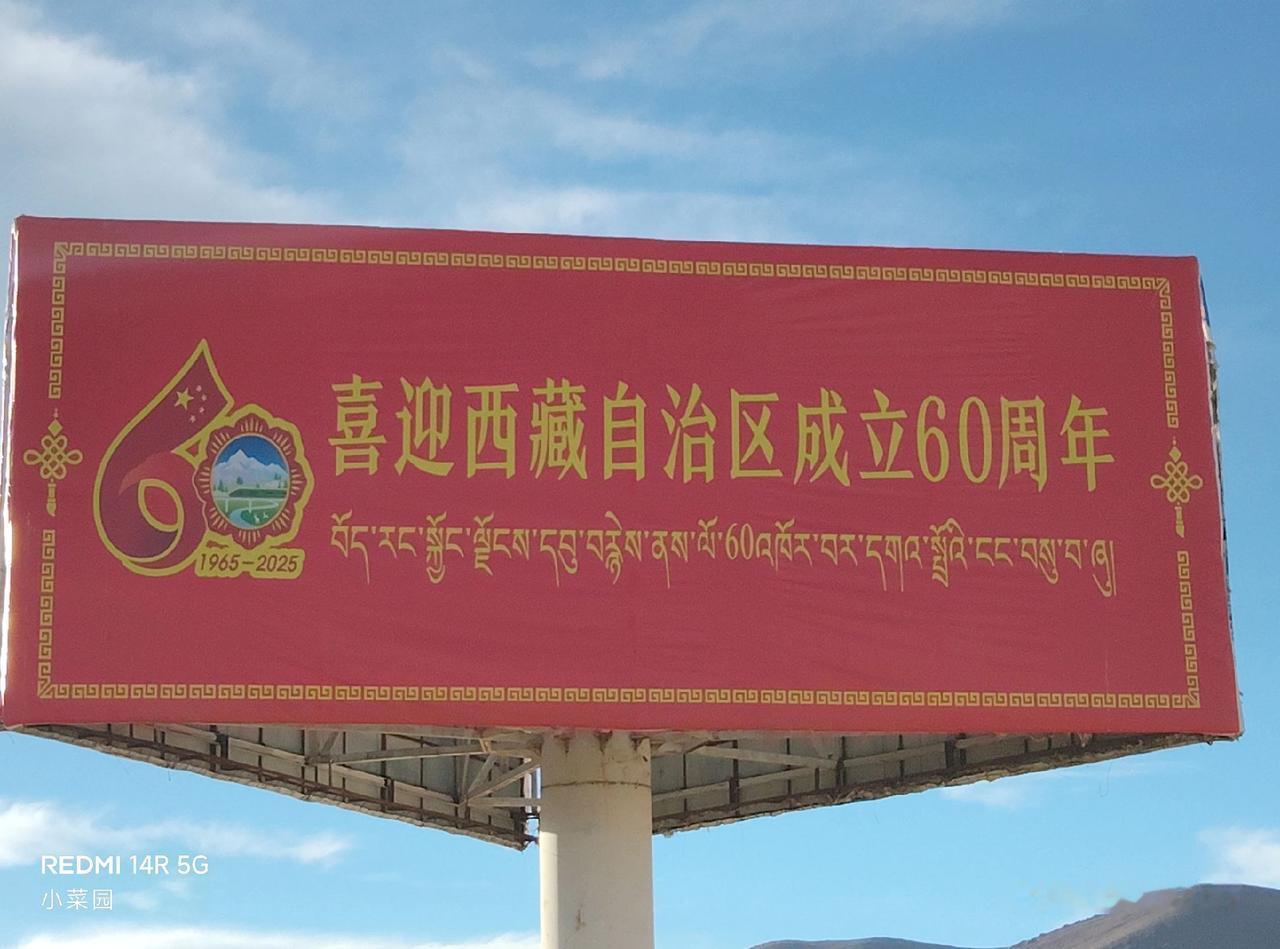 喜迎西藏自治区成立60周年
བོད་རང་སྐྱོང་ལྗོངས་དབུ་བརྙེས་ནས་ལོ་60འཁོར་བར་དགའ་སྤྲོའི་ངང་བསུ་བ་ཞུ།
1965-2025
REDMI 14R 5G
小菜园